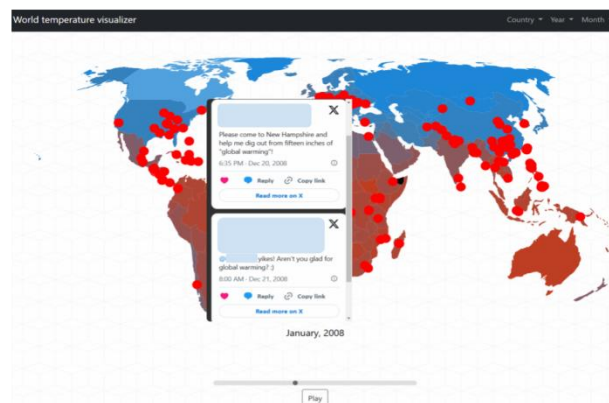 World temperature visualizer
Country Year Month
Please come to New Hampshire and
help me dig out from fifteen inches of
"global warming"!
6:35 PM · Dec 20, 2008
Reply Copy link
Read more on X
yikes! Aren't you glad for
global warming? :)
8:00 AM · Dec 21, 2008
Reply Copy link
Read more on X
January, 2008
Play